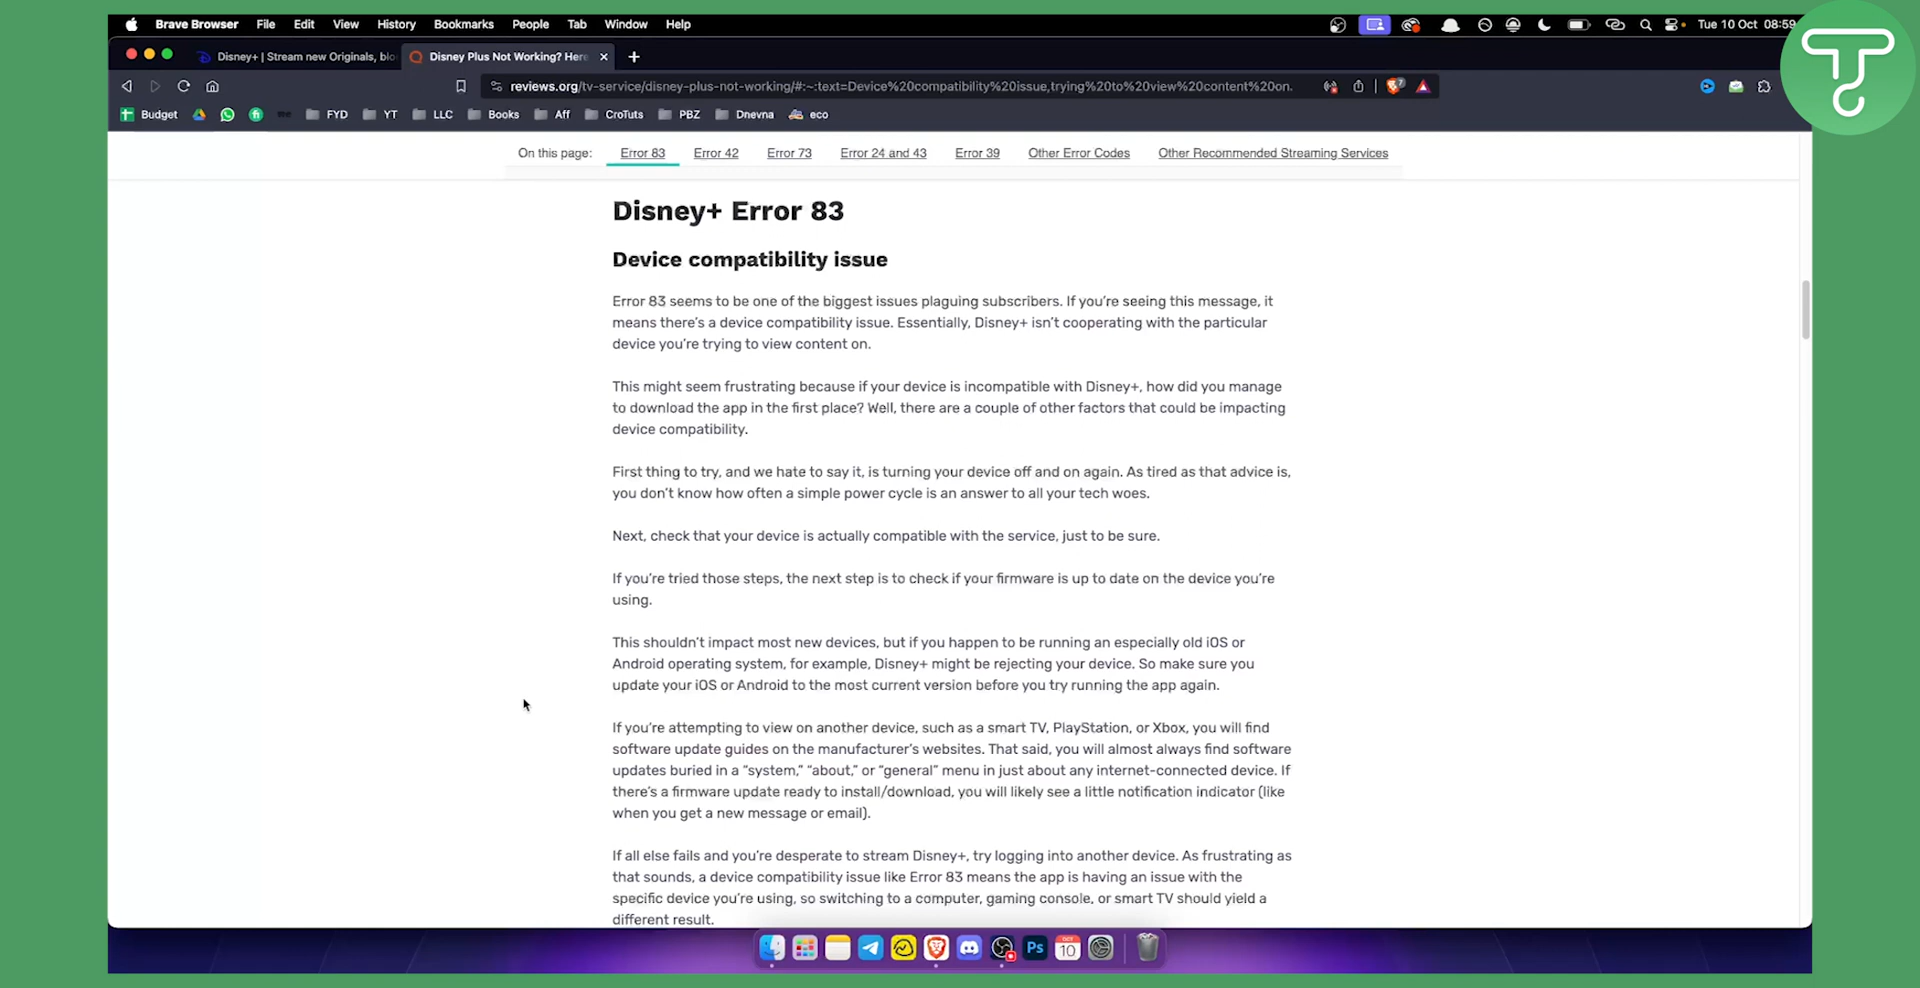 Brave Browser File Edit View History Bookmarks People Tab Window Help
Tue 10 Oct 08:59
Disney+ | Stream new Originals, blo
Disney Plus Not Working? Here
reviews.org/tv-service/disney-plus-not-working/#:~:text=Device%20compatibility%20issue,trying%20to%20view%20content%20on.
7
Budget
FYD
YT
LLC
Books
Aff
CroTuts
PBZ
Dnevna
eco
On this page: Error 83 Error 42 Error 73 Error 24 and 43 Error 39 Other Error Codes Other Recommended Streaming Services
Disney+ Error 83
Device compatibility issue
Error 83 seems to be one of the biggest issues plaguing subscribers. If you’re seeing this message, it
means there’s a device compatibility issue. Essentially, Disney+ isn’t cooperating with the particular
device you’re trying to view content on.
This might seem frustrating because if your device is incompatible with Disney+, how did you manage
to download the app in the first place? Well, there are a couple of other factors that could be impacting
device compatibility.
First thing to try, and we hate to say it, is turning your device off and on again. As tired as that advice is,
you don’t know how often a simple power cycle is an answer to all your tech woes.
Next, check that your device is actually compatible with the service, just to be sure.
If you’re tried those steps, the next step is to check if your firmware is up to date on the device you’re
using.
This shouldn’t impact most new devices, but if you happen to be running an especially old iOS or
Android operating system, for example, Disney+ might be rejecting your device. So make sure you
update your iOS or Android to the most current version before you try running the app again.
If you’re attempting to view on another device, such as a smart TV, PlayStation, or Xbox, you will find
software update guides on the manufacturer’s websites. That said, you will almost always find software
updates buried in a “system,” “about,” or “general” menu in just about any internet-connected device. If
there’s a firmware update ready to install/download, you will likely see a little notification indicator (like
when you get a new message or email).
If all else fails and you’re desperate to stream Disney+, try logging into another device. As frustrating as
that sounds, a device compatibility issue like Error 83 means the app is having an issue with the
specific device you’re using, so switching to a computer, gaming console, or smart TV should yield a
different result.
Ps
10